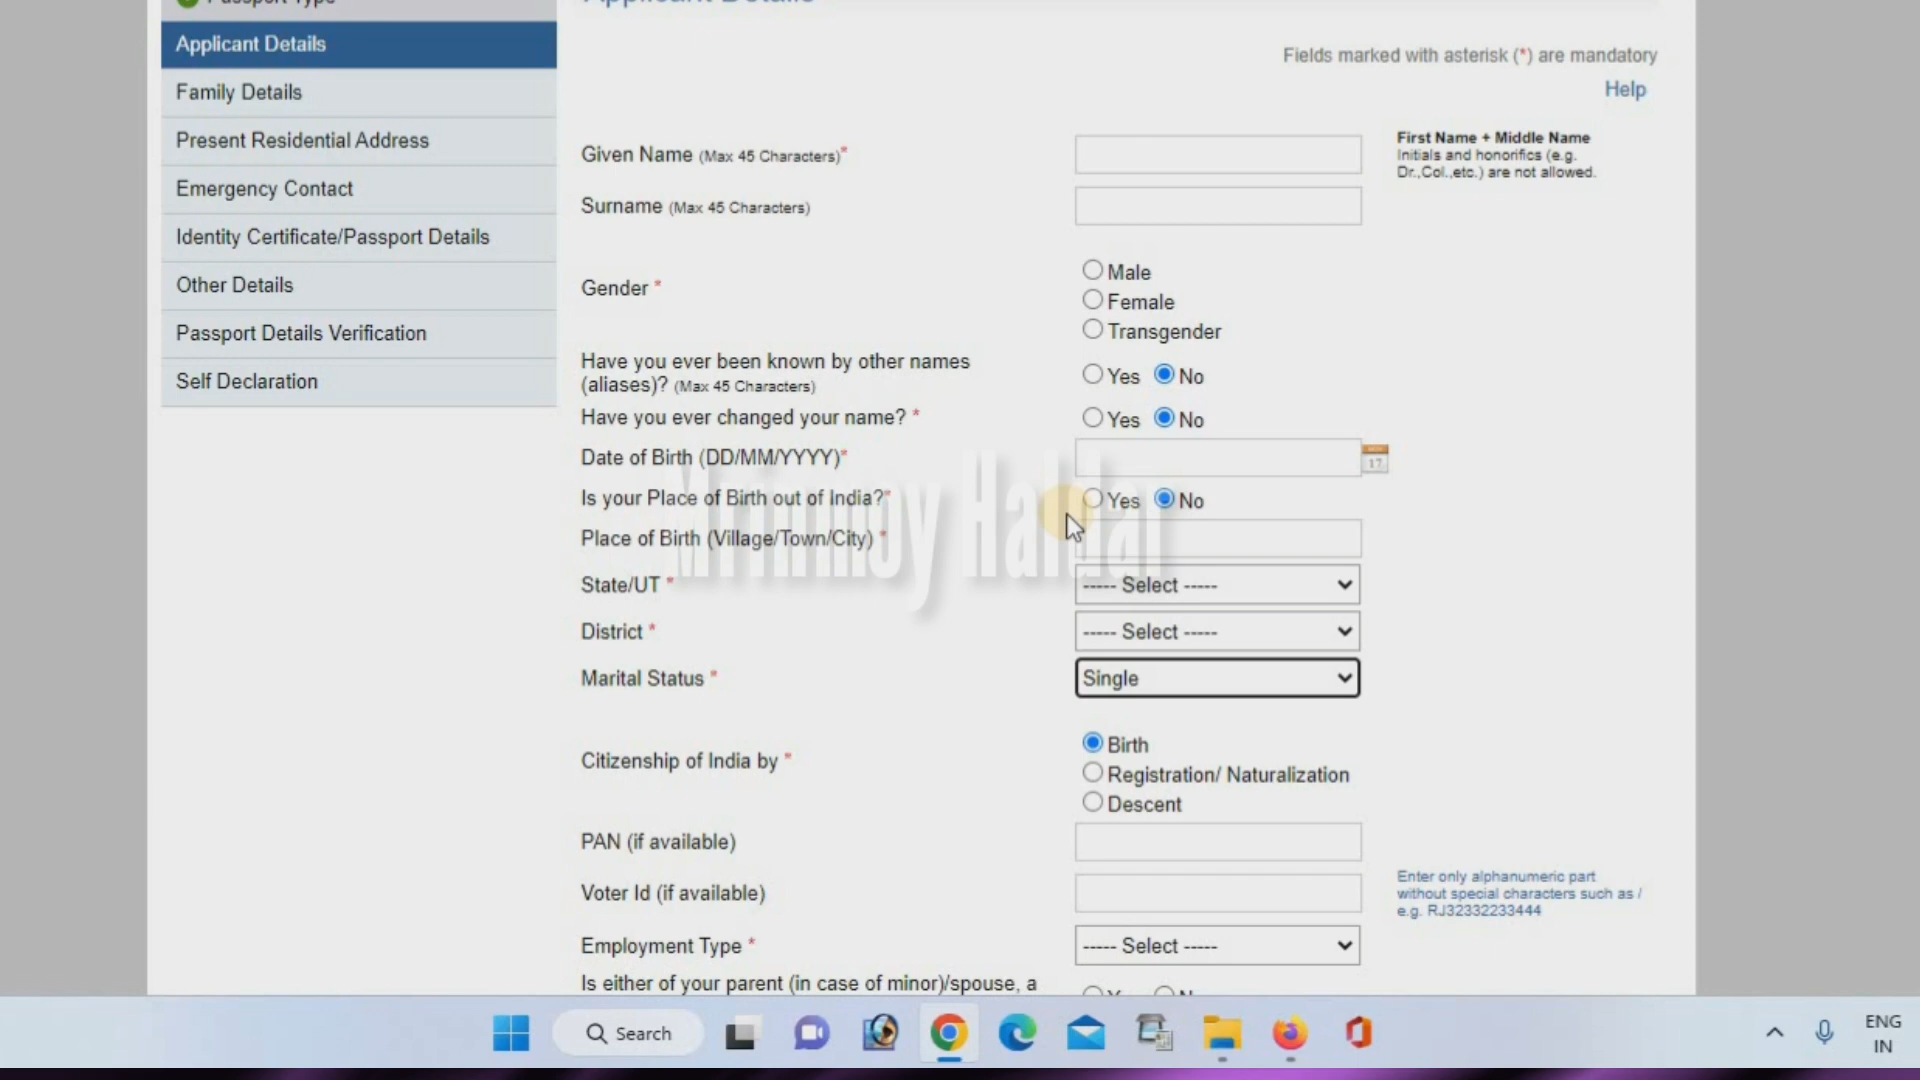 Passport Type
Applicant Details
Applicant Details
Family Details
Present Residential Address
Emergency Contact
Identity Certificate/Passport Details
Other Details
Passport Details Verification
Self Declaration
Fields marked with asterisk (*) are mandatory
Help
Given Name (Max 45 Characters)*
First Name + Middle Name
Initials and honorifics (e.g.
Dr.,Col.,etc.) are not allowed.
Surname (Max 45 Characters)
Gender *
Male
Female
Transgender
Have you ever been known by other names
(aliases)? (Max 45 Characters)
Yes No
Have you ever changed your name? *
Yes No
Date of Birth (DD/MM/YYYY)*
17
Is your Place of Birth out of India?*
Yes No
Mrinmoy Haldar
Place of Birth (Village/Town/City) *
State/UT *
----- Select -----
District *
----- Select -----
Marital Status *
Single
Citizenship of India by *
Birth
Registration/ Naturalization
Descent
PAN (if available)
Voter Id (if available)
Enter only alphanumeric part
without special characters such as /
e.g. RJ32332233444
Employment Type *
----- Select -----
Is either of your parent (in case of minor)/spouse, a
Search
ENG
IN